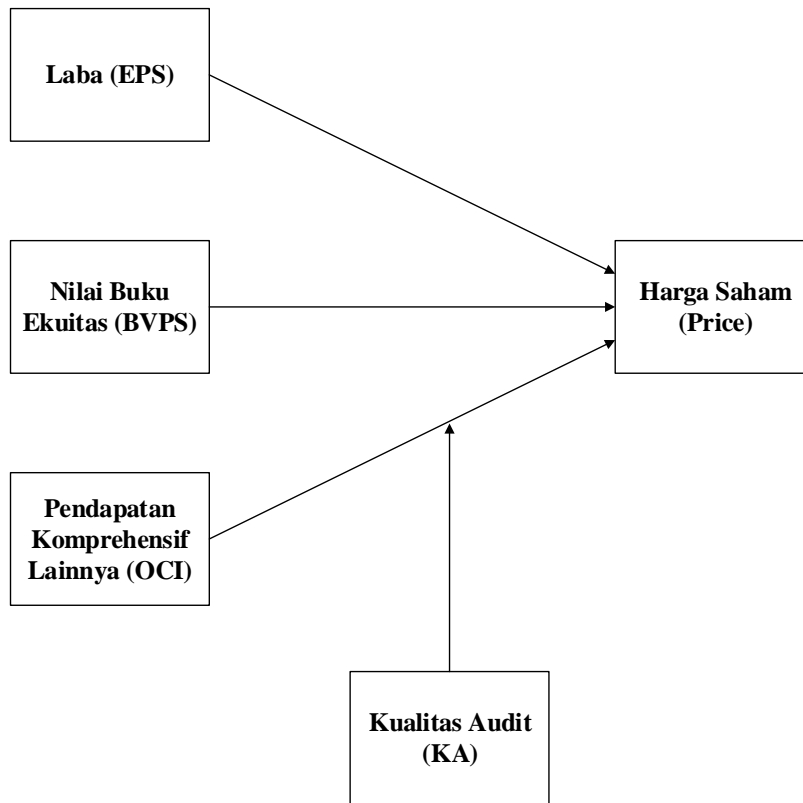 Laba (EPS)
Nilai Buku
Ekuitas (BVPS)
Harga Saham
(Price)
Pendapatan
Komprehensif
Lainnya (OCI)
Kualitas Audit
(KA)